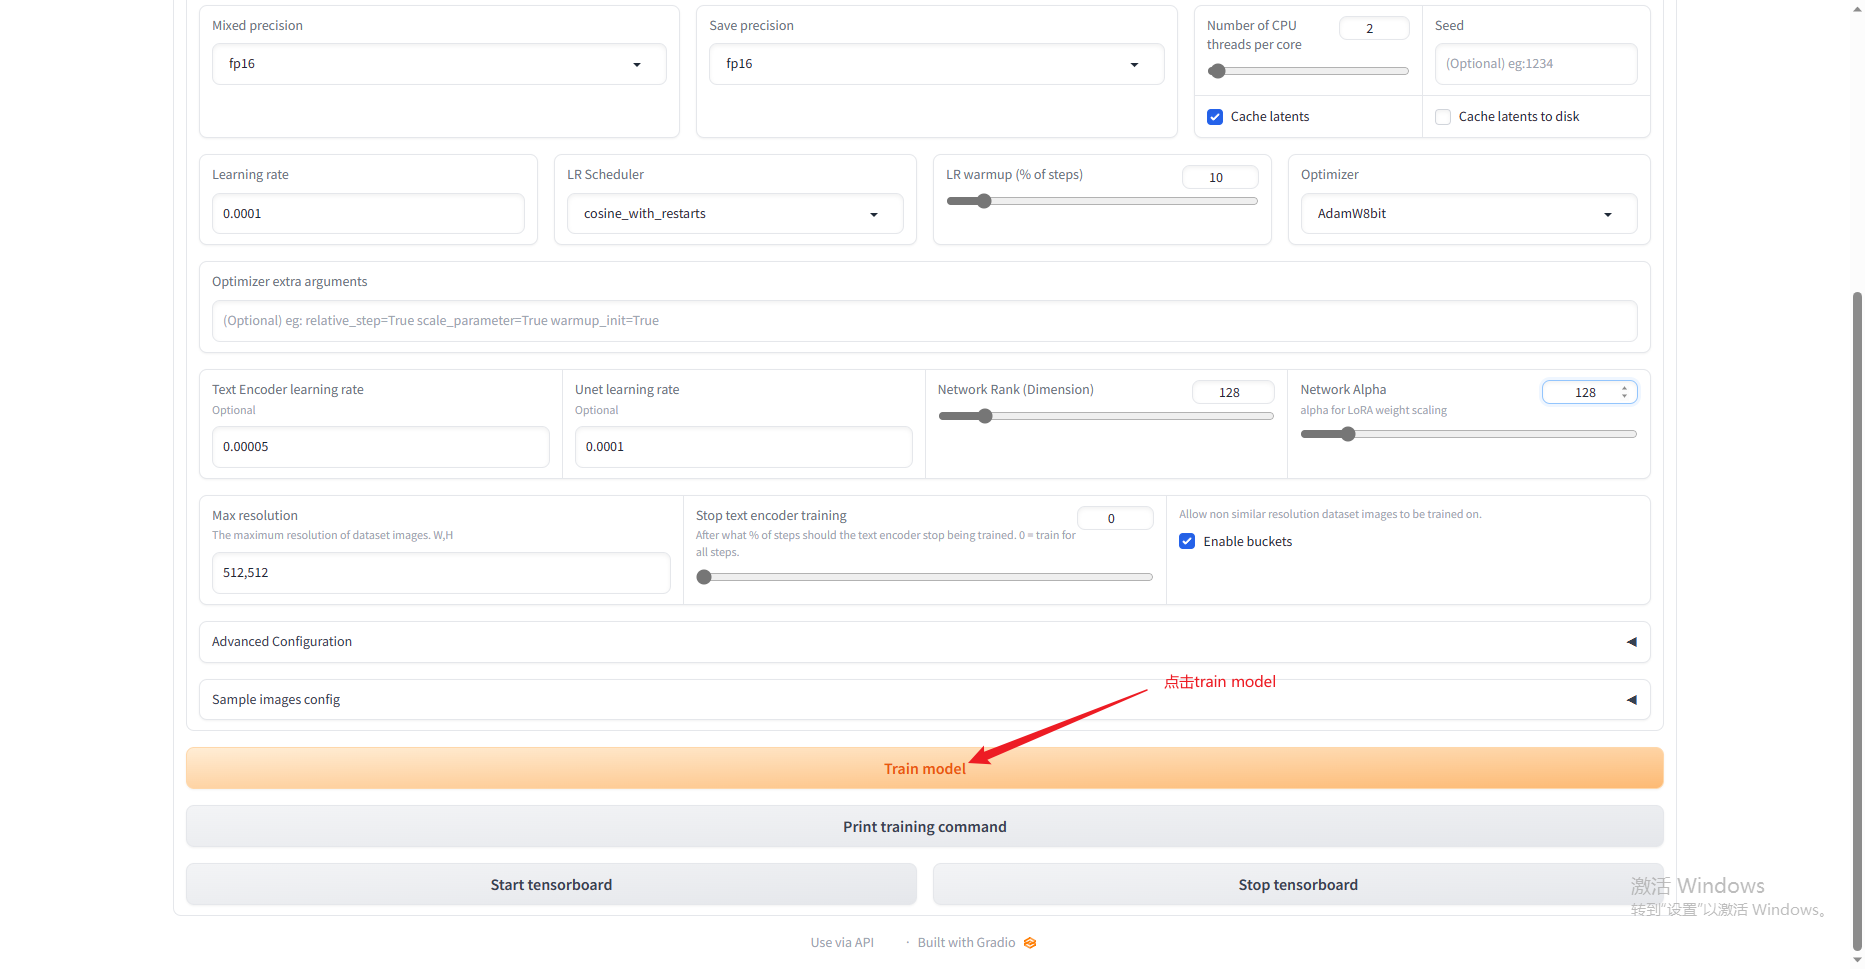 Mixed precision
fp16
Save precision
fp16
Number of CPU
threads per core
2
Seed
(Optional) eg:1234
Cache latents
Cache latents to disk
Learning rate
0.0001
LR Scheduler
cosine_with_restarts
LR warmup (% of steps)
10
Optimizer
AdamW8bit
Optimizer extra arguments
(Optional) eg: relative_step=True scale_parameter=True warmup_init=True
Text Encoder learning rate
Optional
0.00005
Unet learning rate
Optional
0.0001
Network Rank (Dimension)
128
Network Alpha
alpha for LoRA weight scaling
128
Max resolution
The maximum resolution of dataset images. W,H
512,512
Stop text encoder training
After what % of steps should the text encoder stop being trained. 0 = train for
all steps.
0
Allow non similar resolution dataset images to be trained on.
Enable buckets
Advanced Configuration
点击train model
Sample images config
Train model
Print training command
Start tensorboard
Stop tensorboard
激活 Windows
转到"设置"以激活 Windows。
Use via API · Built with Gradio